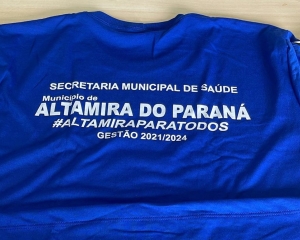 SECRETARIA MUNICIPAL DE SAÚDE
Município de
ALTAMIRA DO PARANÁ
#ALTAMIRAPARATODOS
GESTÃO 2021/2024